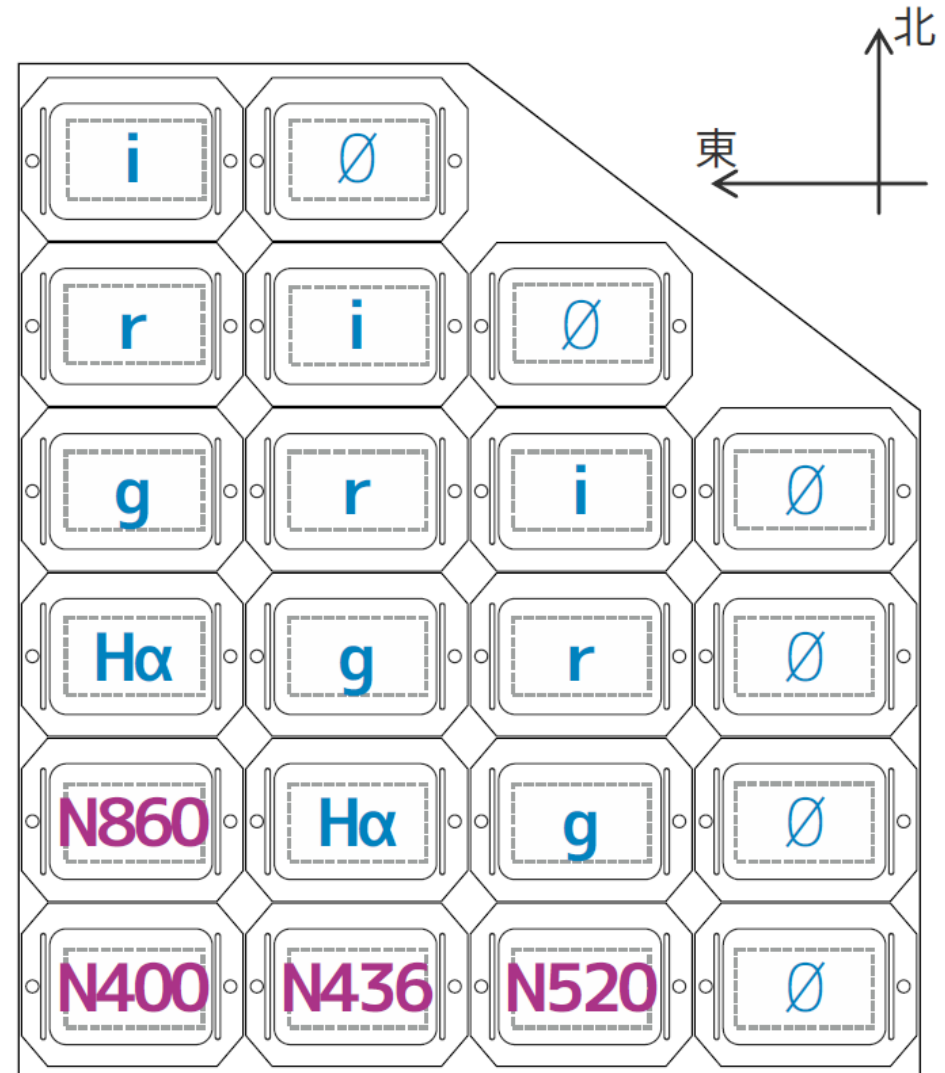 北
東
i Ø
r i Ø
g r i Ø
Hα g r Ø
N860 Hα g Ø
N400 N436 N520 Ø